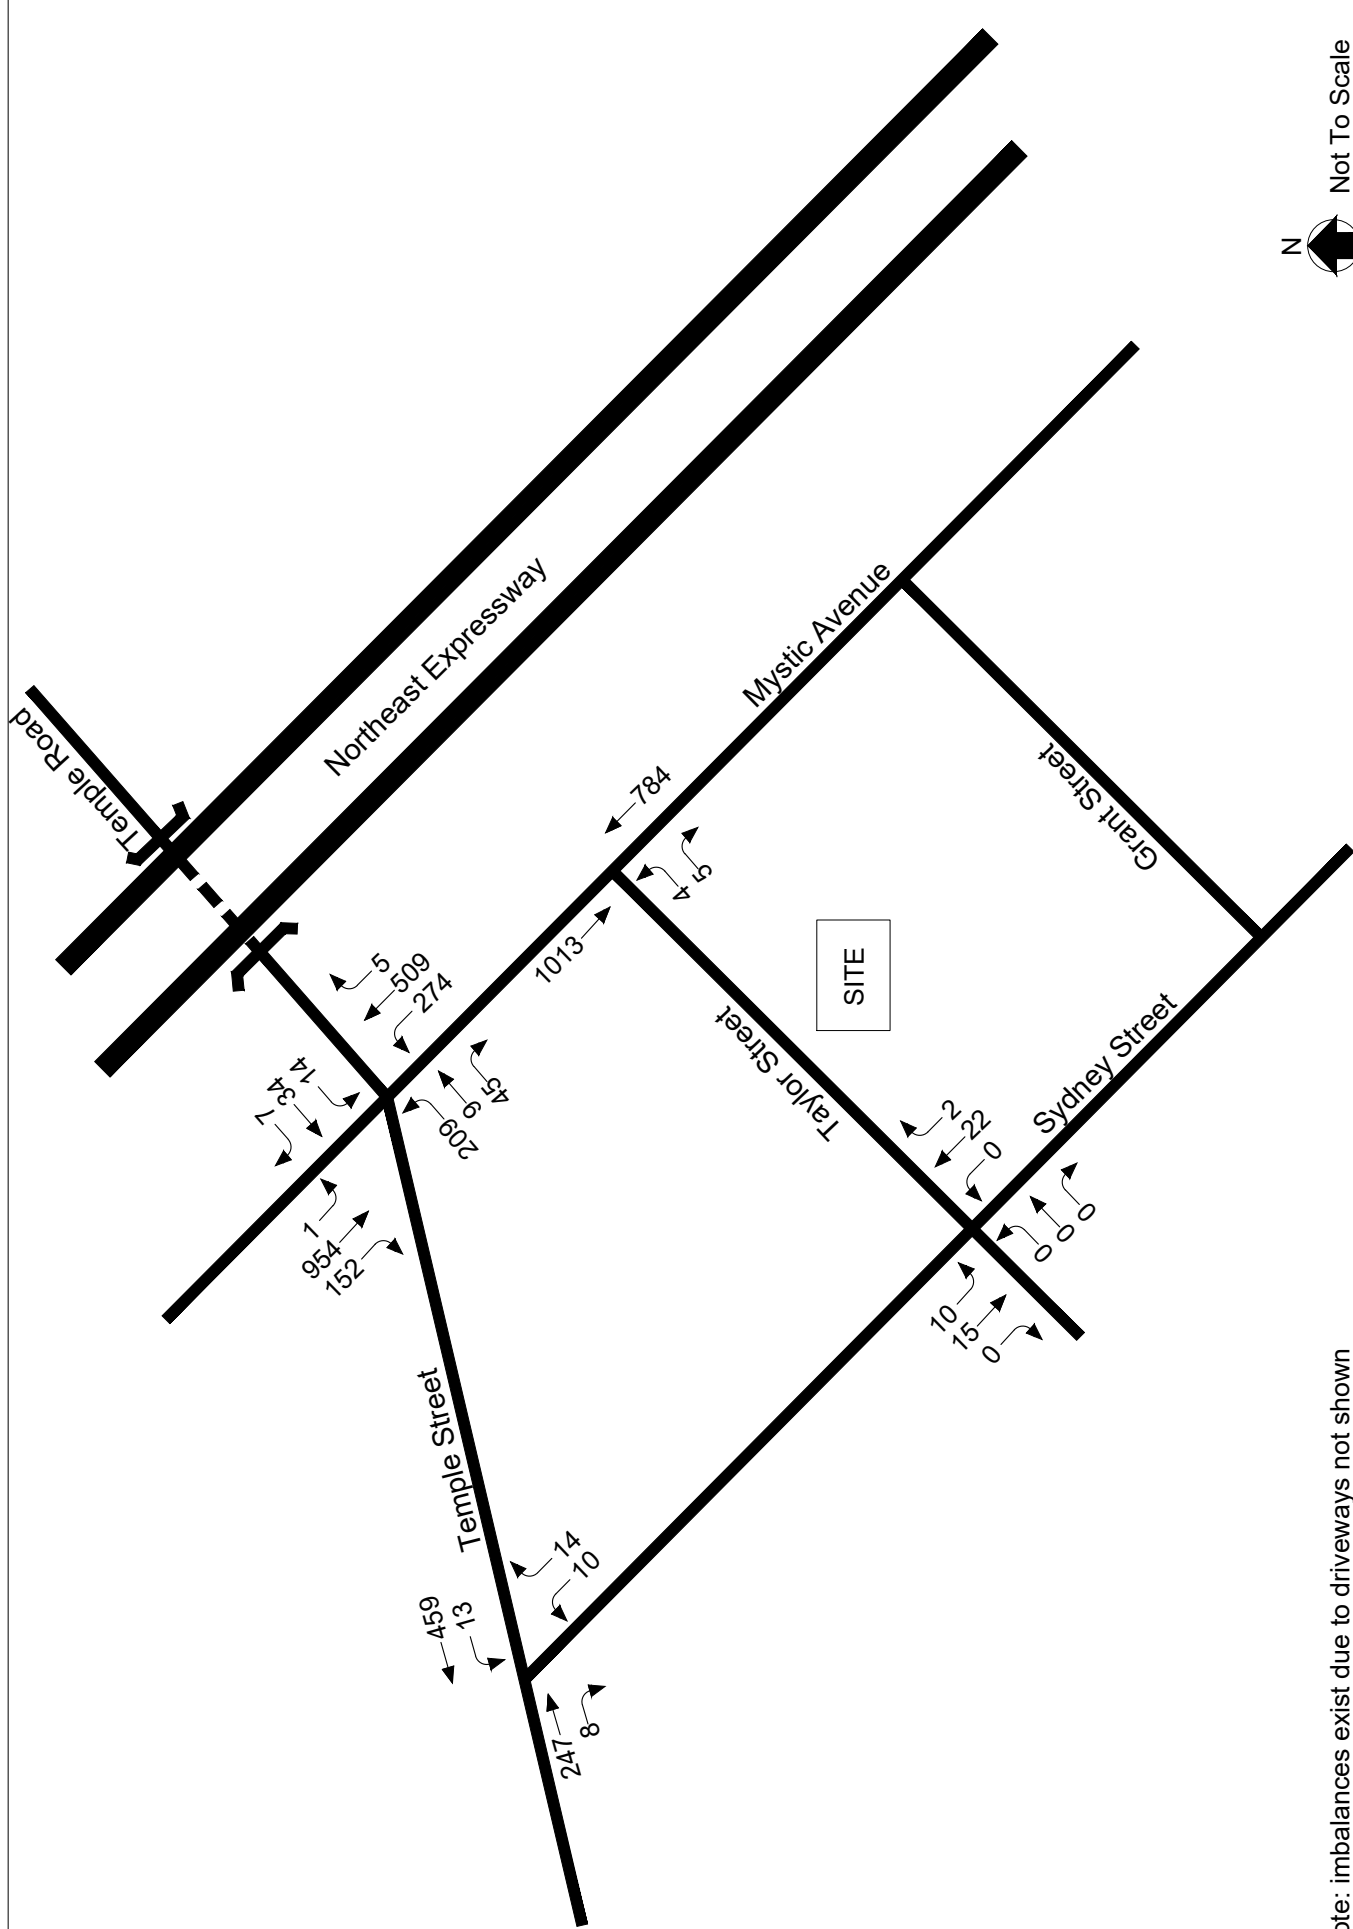 Temple Road
Northeast Expressway
14
34
7
5
509
274
1
954
152
209
9
45
1013
784
4
5
Mystic Avenue
Grant Street
Taylor Street
SITE
Sydney Street
2
22
0
10
15
0
0
0
0
Temple Street
459
13
14
10
247
8
N
Not To Scale
imbalances exist due to driveways not shown